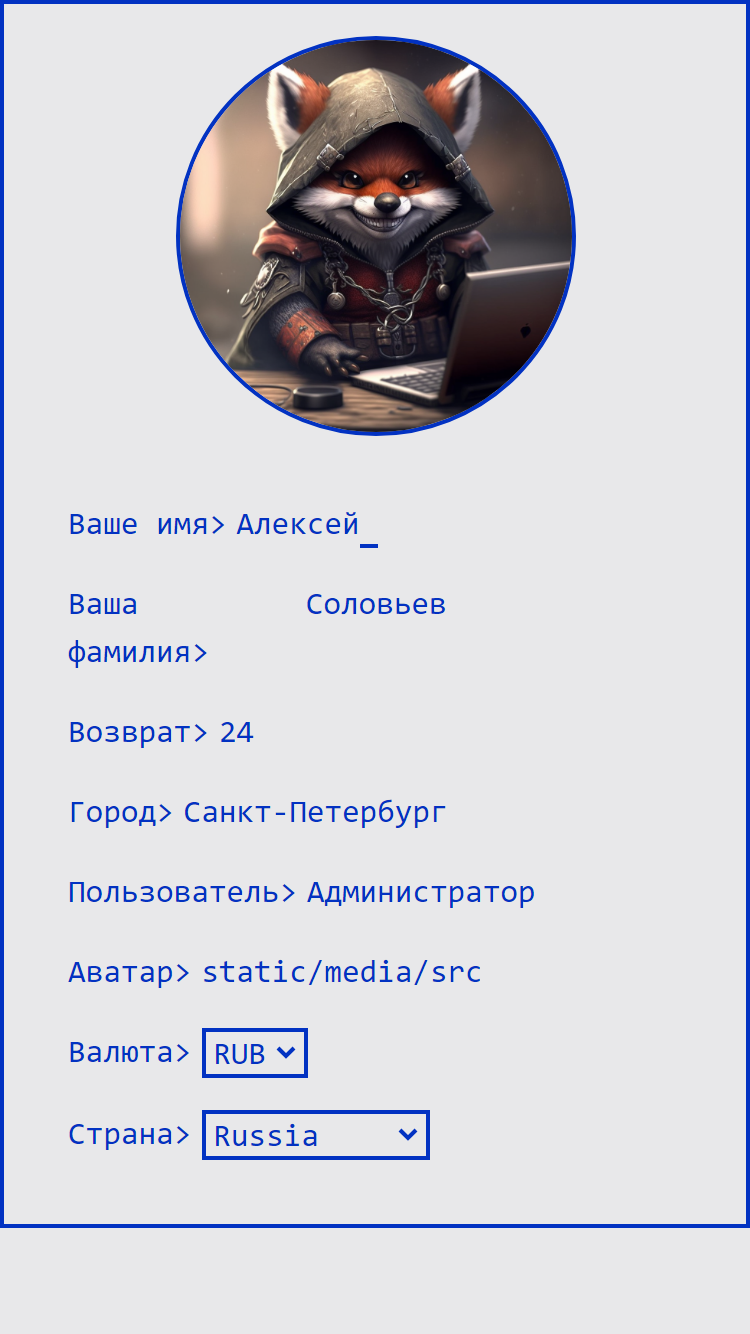 Ваше имя> Алексей_
Ваша Соловьев
фамилия>
Возврат> 24
Город> Санкт-Петербург
Пользователь> Администратор
Аватар> static/media/src
Валюта> RUB
Страна> Russia